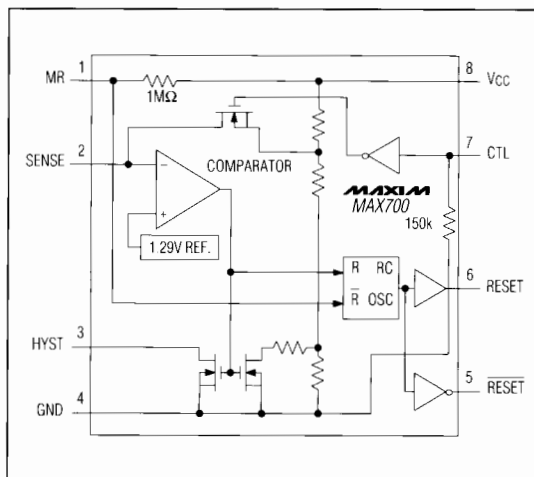 MR 1
1MΩ
8 VCC
7 CTL
SENSE 2
−
COMPARATOR
MAXIM
MAX700
150k
+
1.29V REF.
R RC
R̅ OSC
6 RESET
HYST 3
5 R̅E̅S̅E̅T̅
GND 4